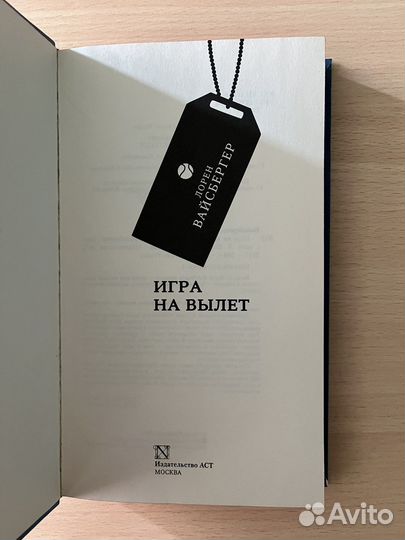 ЛОРЕН
ВАЙСБЕРГЕР
ИГРА
НА ВЫЛЕТ
N
Издательство АСТ
МОСКВА
Avito